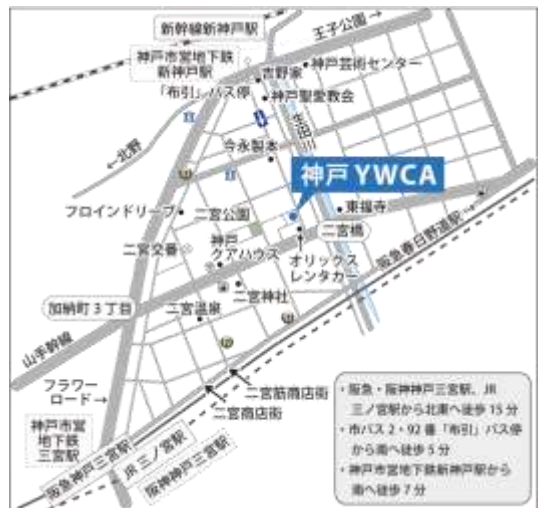 新幹線新神戸駅
王子公園→
神戸市営地下鉄
新神戸駅
吉野家
神戸芸術センター
「布引」バス停
神戸聖愛教会
生田川
←北野
今永製本
神戸 YWCA
フロインドリーブ
二宮公園
東福寺
二宮橋
二宮交番
神戸
クアハウス
オリックス
レンタカー
阪急春日野道駅→
加納町3丁目
二宮神社
二宮温泉
山手幹線
フラワー
ロード→
二宮筋商店街
二宮商店街
神戸市営
地下鉄
三宮駅
阪急神戸三宮駅
JR 三ノ宮駅
阪神神戸三宮駅
・阪急・阪神神戸三宮駅、JR
三ノ宮駅から北東へ徒歩 15 分
・市バス 2・92 番「布引」バス停
から南へ徒歩 5 分
・神戸市営地下鉄新神戸駅から
南へ徒歩 7 分